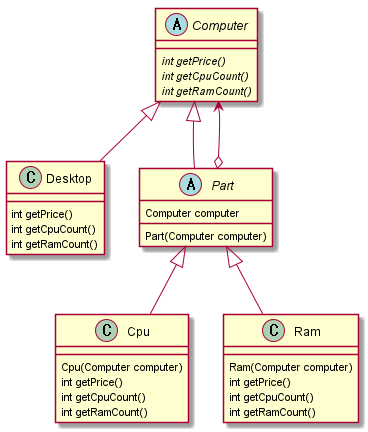 A Computer
int getPrice()
int getCpuCount()
int getRamCount()
C Desktop
int getPrice()
int getCpuCount()
int getRamCount()
A Part
Computer computer
Part(Computer computer)
C Cpu
Cpu(Computer computer)
int getPrice()
int getCpuCount()
int getRamCount()
C Ram
Ram(Computer computer)
int getPrice()
int getCpuCount()
int getRamCount()